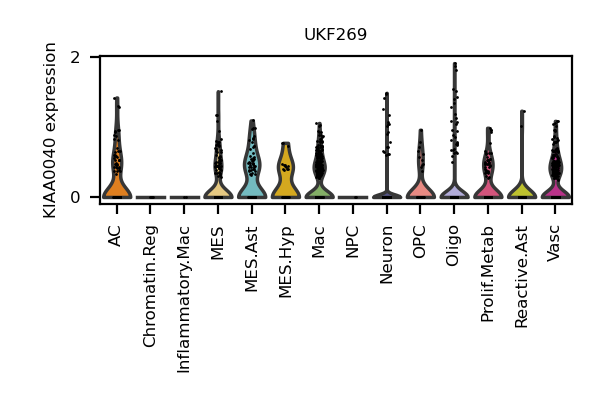 UKF269
KIAA0040 expression
2
0
AC
Chromatin.Reg
Inflammatory.Mac
MES
MES.Ast
MES.Hyp
Mac
NPC
Neuron
OPC
Oligo
Prolif.Metab
Reactive.Ast
Vasc